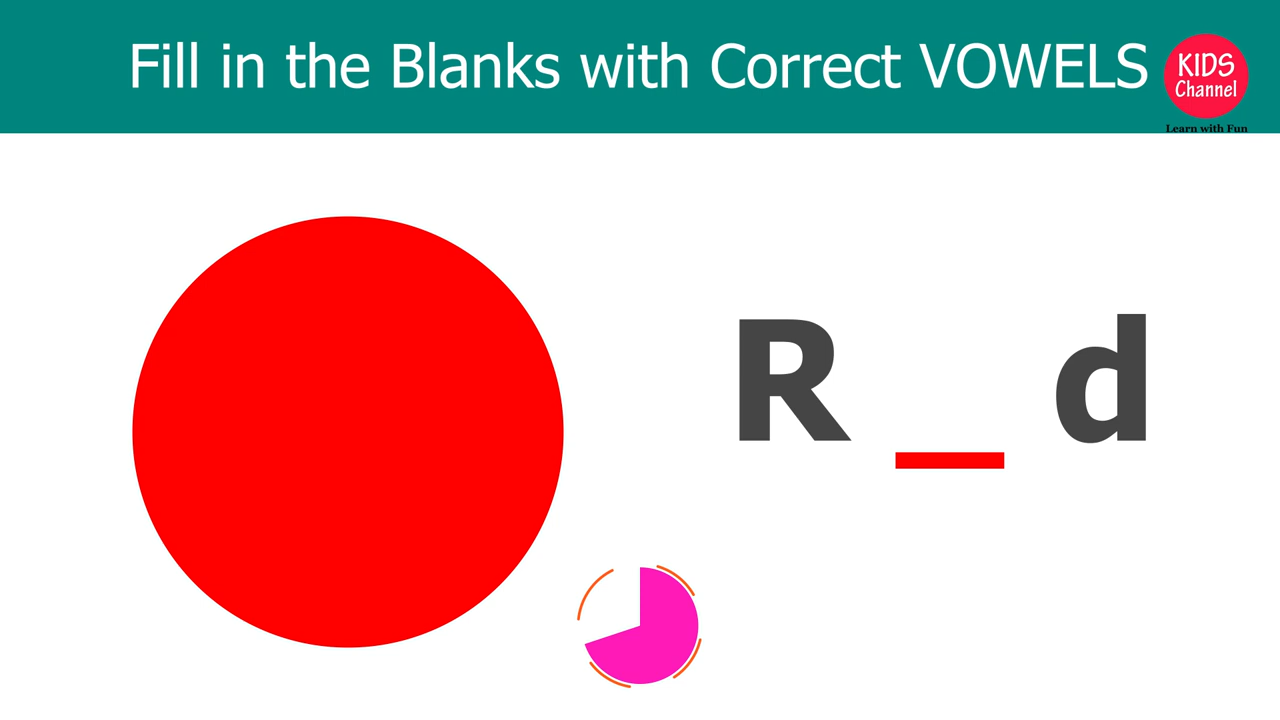 Fill in the Blanks with Correct VOWELS
KIDS
Channel
Learn with Fun
R _ d